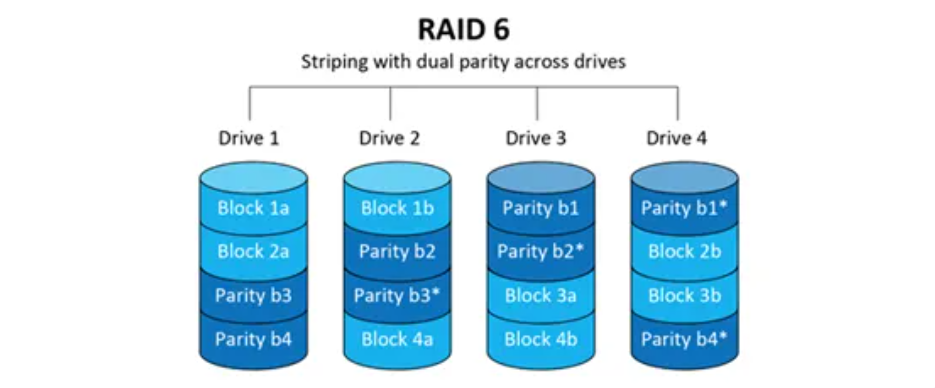 RAID 6
Striping with dual parity across drives
Drive 1 Drive 2 Drive 3 Drive 4
Block 1a Block 1b Parity b1 Parity b1*
Block 2a Parity b2 Parity b2* Block 2b
Parity b3 Parity b3* Block 3a Block 3b
Parity b4 Block 4a Block 4b Parity b4*